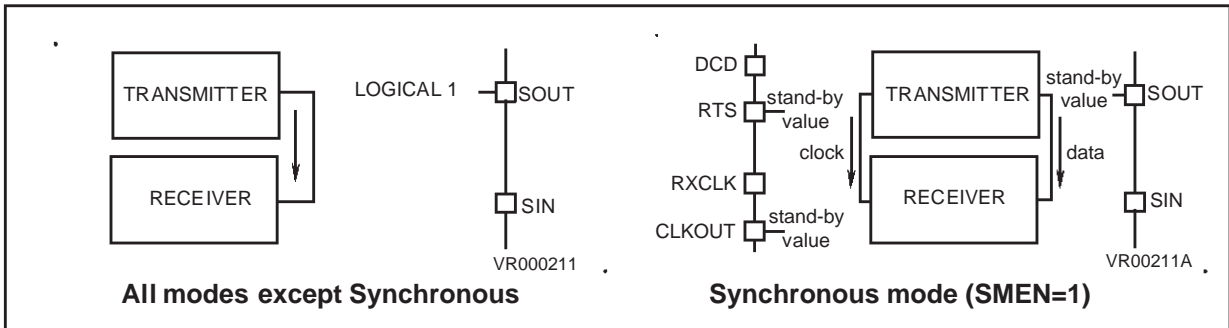 TRANSMITTER
RECEIVER
LOGICAL 1
SOUT
SIN
VR000211
All modes except Synchronous
DCD
RTS
stand-by
value
clock
RXCLK
CLKOUT
stand-by
value
TRANSMITTER
RECEIVER
data
stand-by
value
SOUT
SIN
VR00211A
Synchronous mode (SMEN=1)